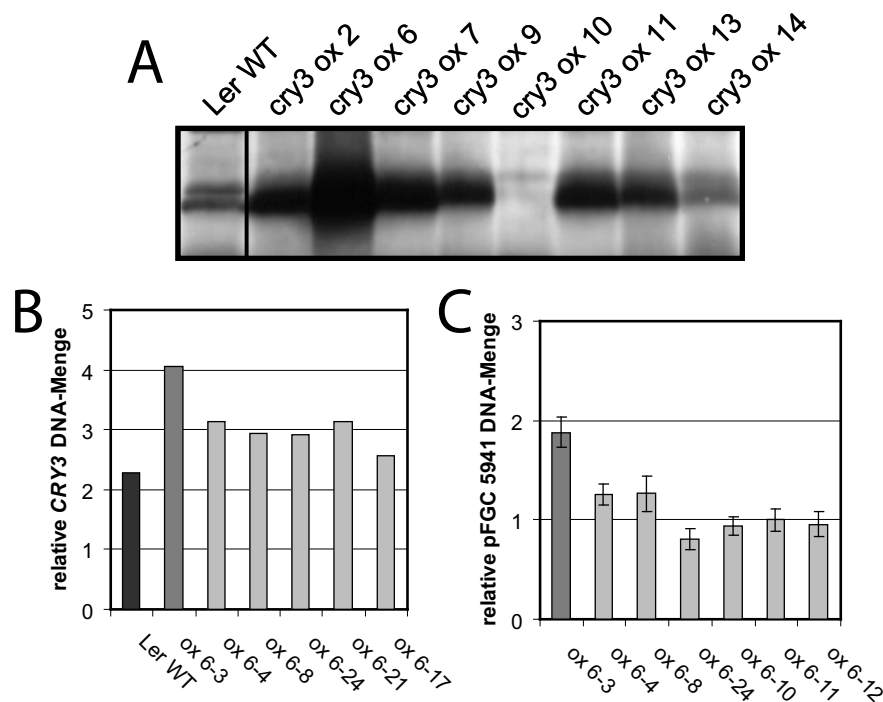 A
Ler WT
cry3 ox 2
cry3 ox 6
cry3 ox 7
cry3 ox 9
cry3 ox 10
cry3 ox 11
cry3 ox 13
cry3 ox 14
B
relative CRY3 DNA-Menge
5
4
3
2
1
0
Ler WT
ox 6-3
ox 6-4
ox 6-8
ox 6-24
ox 6-21
ox 6-17
C
relative pFGC 5941 DNA-Menge
3
2
1
0
ox 6-3
ox 6-4
ox 6-8
ox 6-24
ox 6-10
ox 6-11
ox 6-12